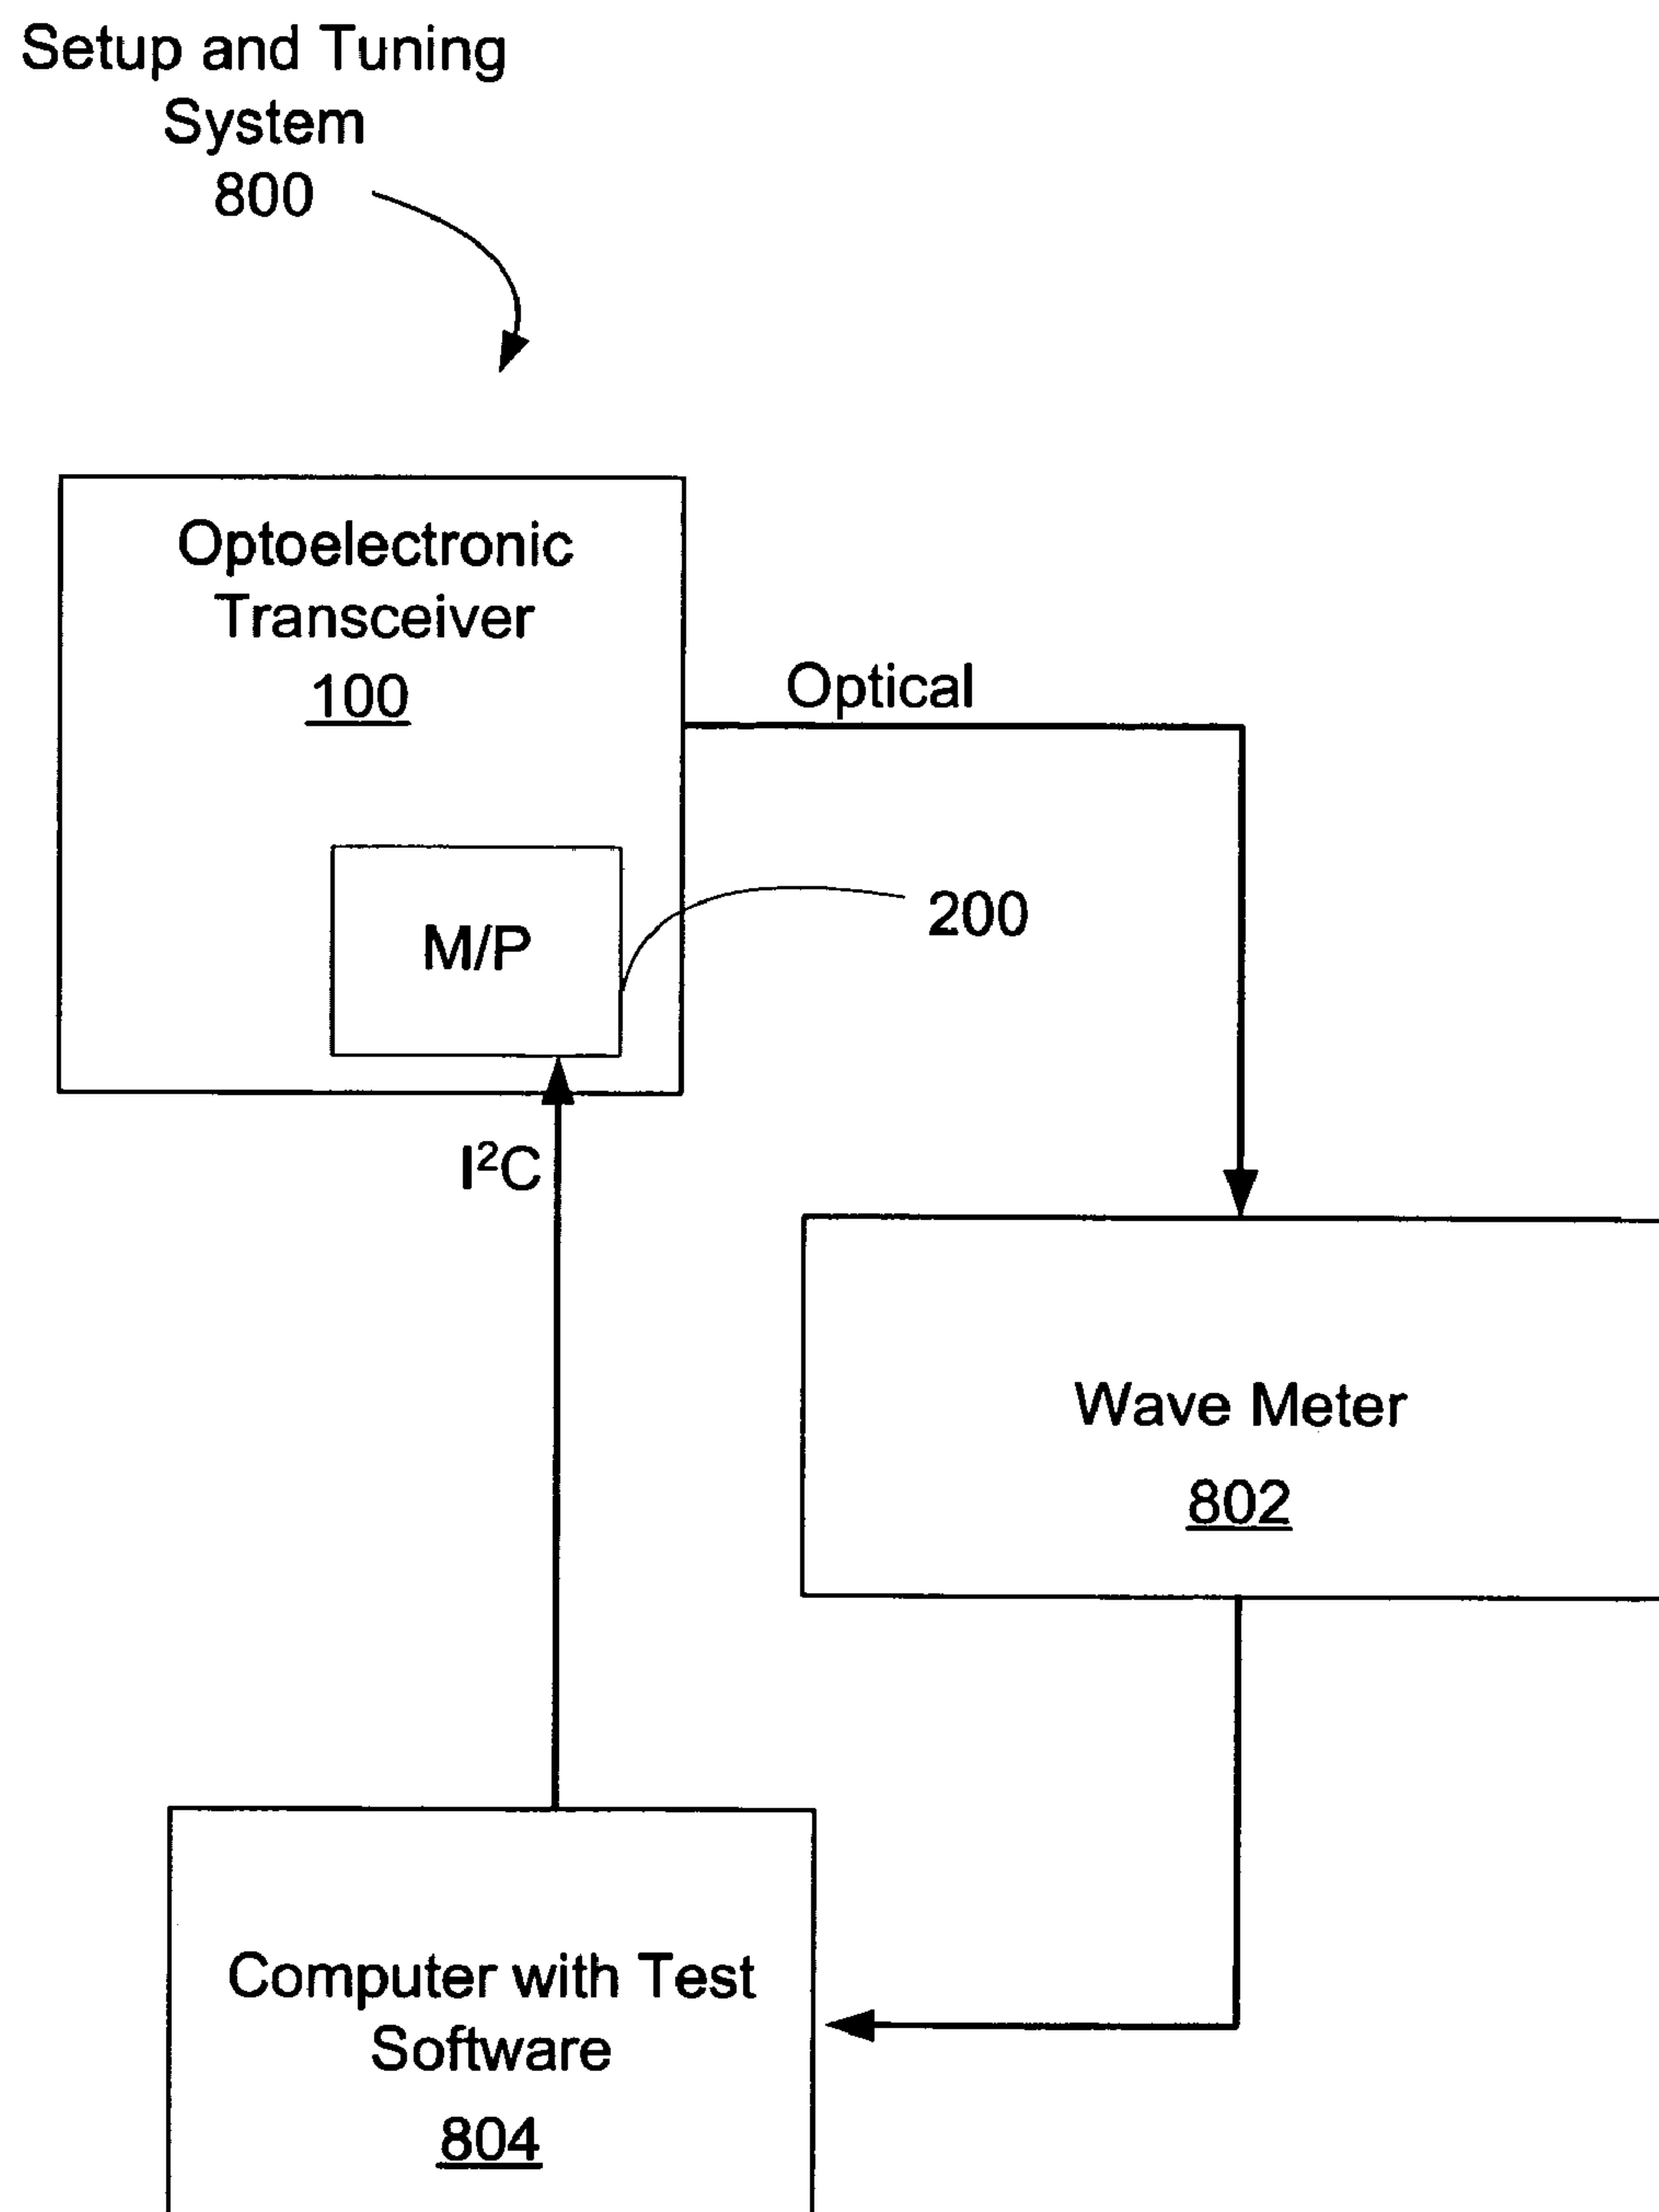 Setup and Tuning
System
800
Optoelectronic
Transceiver
100
Optical
M/P
200
I²C
Wave Meter
802
Computer with Test
Software
804